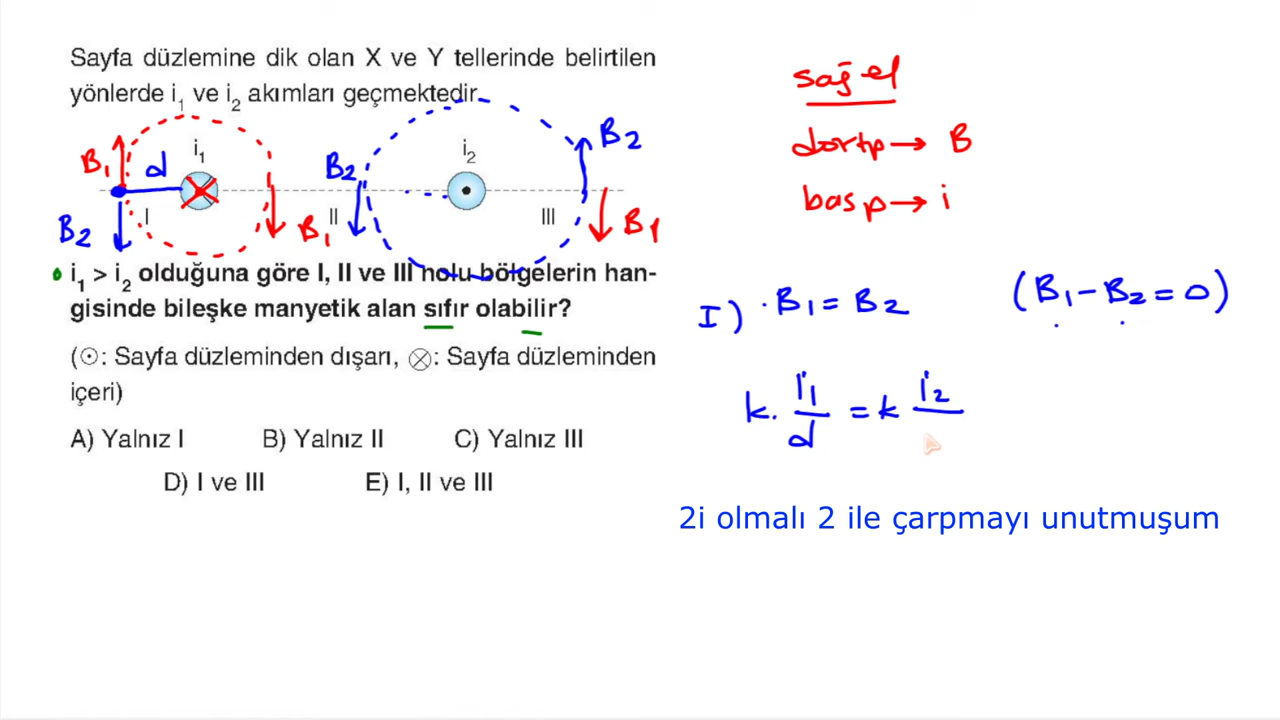 Sayfa düzlemine dik olan X ve Y tellerinde belirtilen
yönlerde i₁ ve i₂ akımları geçmektedir.
B₁ d i₁ B₂ i₂ B₂
I II III
B₂ B₁ B₁
i₁ > i₂ olduğuna göre I, II ve III nolu bölgelerin han-
gisinde bileşke manyetik alan sıfır olabilir?
(⊙: Sayfa düzleminden dışarı, ⊗: Sayfa düzleminden
içeri)
A) Yalnız I B) Yalnız II C) Yalnız III
D) I ve III E) I, II ve III
sağ el
dört p → B
baş p → i
I) B₁ = B₂ (B₁ - B₂ = 0)
k. i₁ / d = k i₂
2i olmalı 2 ile çarpmayı unutmuşum